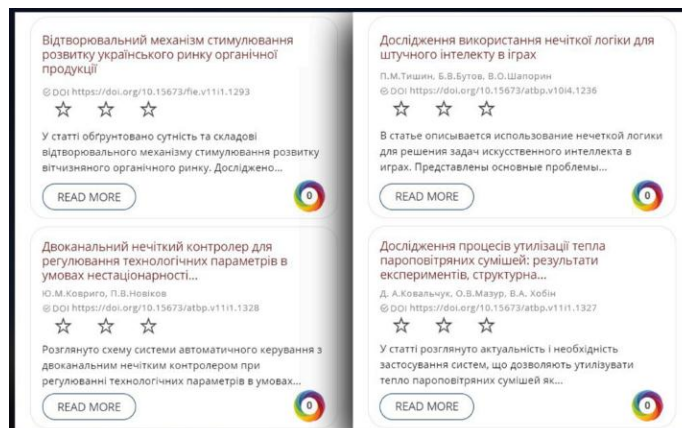 Відтворювальний механізм стимулювання
розвитку українського ринку органічної
продукції
DOI https://doi.org/10.15673/fie.v11i1.1293
У статті обґрунтовано сутність та складові
відтворювального механізму стимулювання розвитку
вітчизняного органічного ринку. Досліджено...
READ MORE
0
Дослідження використання нечіткої логіки для
штучного інтелекту в іграх
П.М.Тишин, Б.В.Бутов, В.О.Шапорин
DOI https://doi.org/10.15673/atbp.v10i4.1236
В статье описывается использование нечеткой логики
для решения задач искусственного интеллекта в
играх. Представлены основные проблемы...
READ MORE
0
Двоканальний нечіткий контролер для
регулювання технологічних параметрів в
умовах нестаціонарності...
Ю.М.Ковриго, П.В.Новіков
DOI https://doi.org/10.15673/atbp.v11i1.1328
Розглянуто схему системи автоматичного керування з
двоканальним нечітким контролером при
регулюванні технологічних параметрів в умовах...
READ MORE
0
Дослідження процесів утилізації тепла
пароповітряних сумішей: результати
експериментів, структурна...
Д. А.Ковальчук, О.В.Мазур, В.А. Хобін
DOI https://doi.org/10.15673/atbp.v11i1.1327
У статті розглянуто актуальність і необхідність
застосування систем, що дозволяють утилізувати
тепло пароповітряних сумішей як...
READ MORE
0